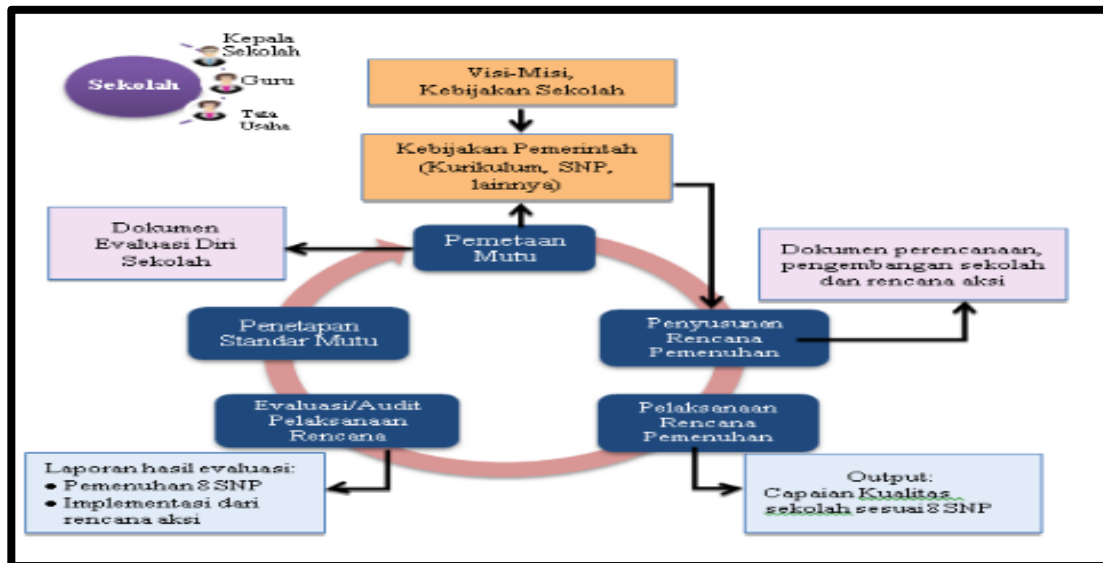 Sekolah
Kepala
Sekolah
Guru
Tata
Usaha
Visi-Misi,
Kebijakan Sekolah
Kebijakan Pemerintah
(Kurikulum, SNP,
lainnya)
Dokumen
Evaluasi Diri
Sekolah
Pemetaan
Mutu
Dokumen perencanaan,
pengembangan sekolah
dan rencana aksi
Penetapan
Standar Mutu
Penyusunan
Rencana
Pemenuhan
Evaluasi/Audit
Pelaksanaan
Rencana
Pelaksanaan
Rencana
Pemenuhan
Laporan hasil evaluasi:
• Pemenuhan 8 SNP
• Implementasi dari
rencana aksi
Output:
Capaian Kualitas
sekolah sesuai 8 SNP